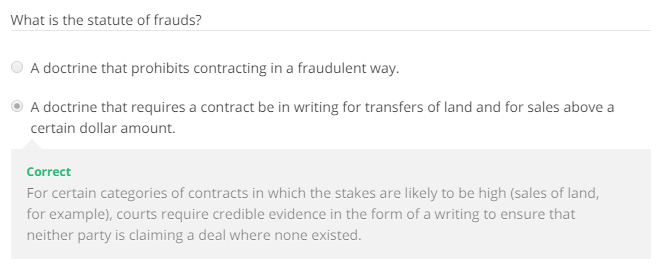 What is the statute of frauds?
A doctrine that prohibits contracting in a fraudulent way.
A doctrine that requires a contract be in writing for transfers of land and for sales above a
certain dollar amount.
Correct
For certain categories of contracts in which the stakes are likely to be high (sales of land,
for example), courts require credible evidence in the form of a writing to ensure that
neither party is claiming a deal where none existed.